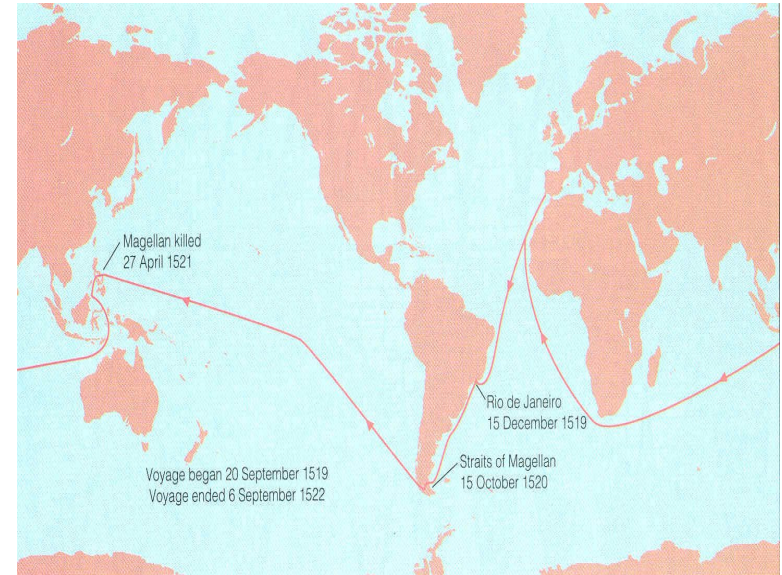 Magellan killed
27 April 1521
Rio de Janeiro
15 December 1519
Straits of Magellan
15 October 1520
Voyage began 20 September 1519
Voyage ended 6 September 1522